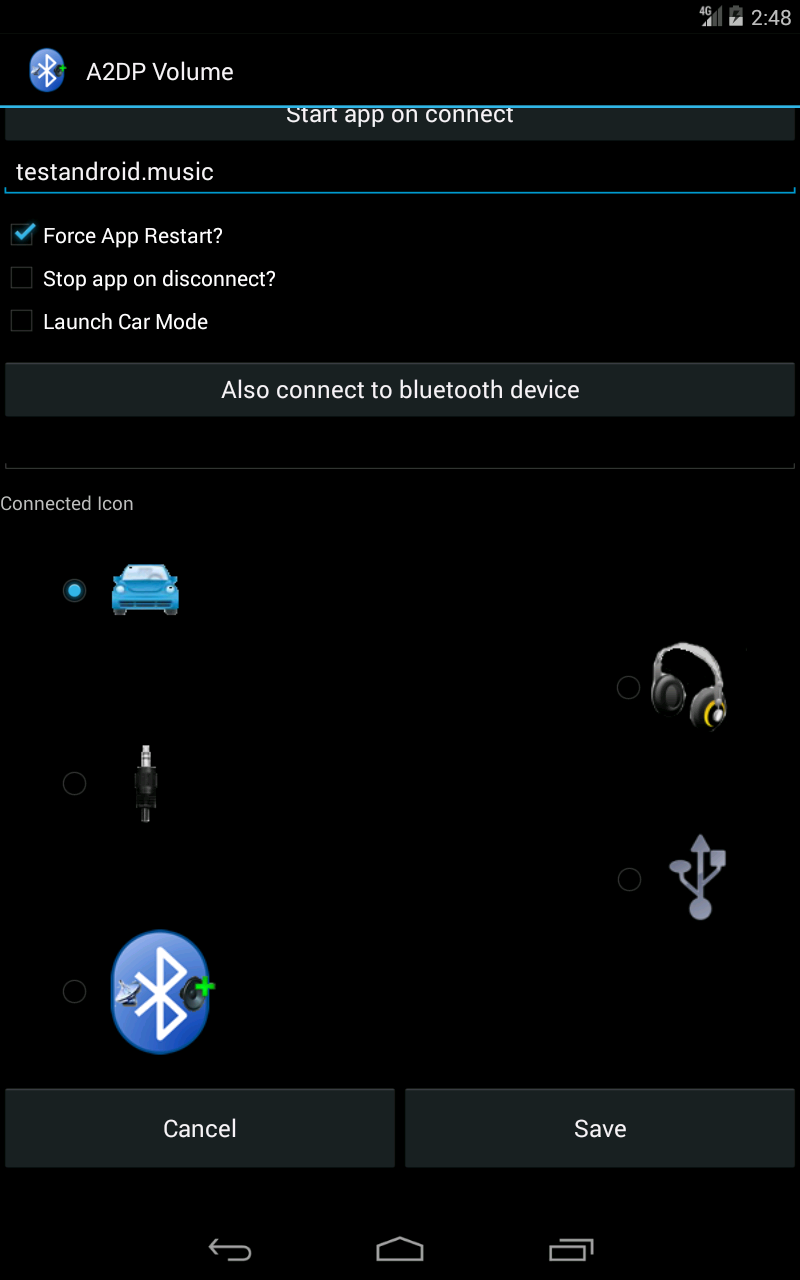 4G 2:48
A2DP Volume
Start app on connect
testandroid.music
Force App Restart?
Stop app on disconnect?
Launch Car Mode
Also connect to bluetooth device
Connected Icon
Cancel Save